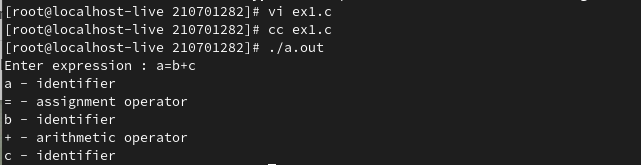 [root@localhost-live 210701282]# vi ex1.c
[root@localhost-live 210701282]# cc ex1.c
[root@localhost-live 210701282]# ./a.out
Enter expression : a=b+c
a - identifier
= - assignment operator
b - identifier
+ - arithmetic operator
c - identifier